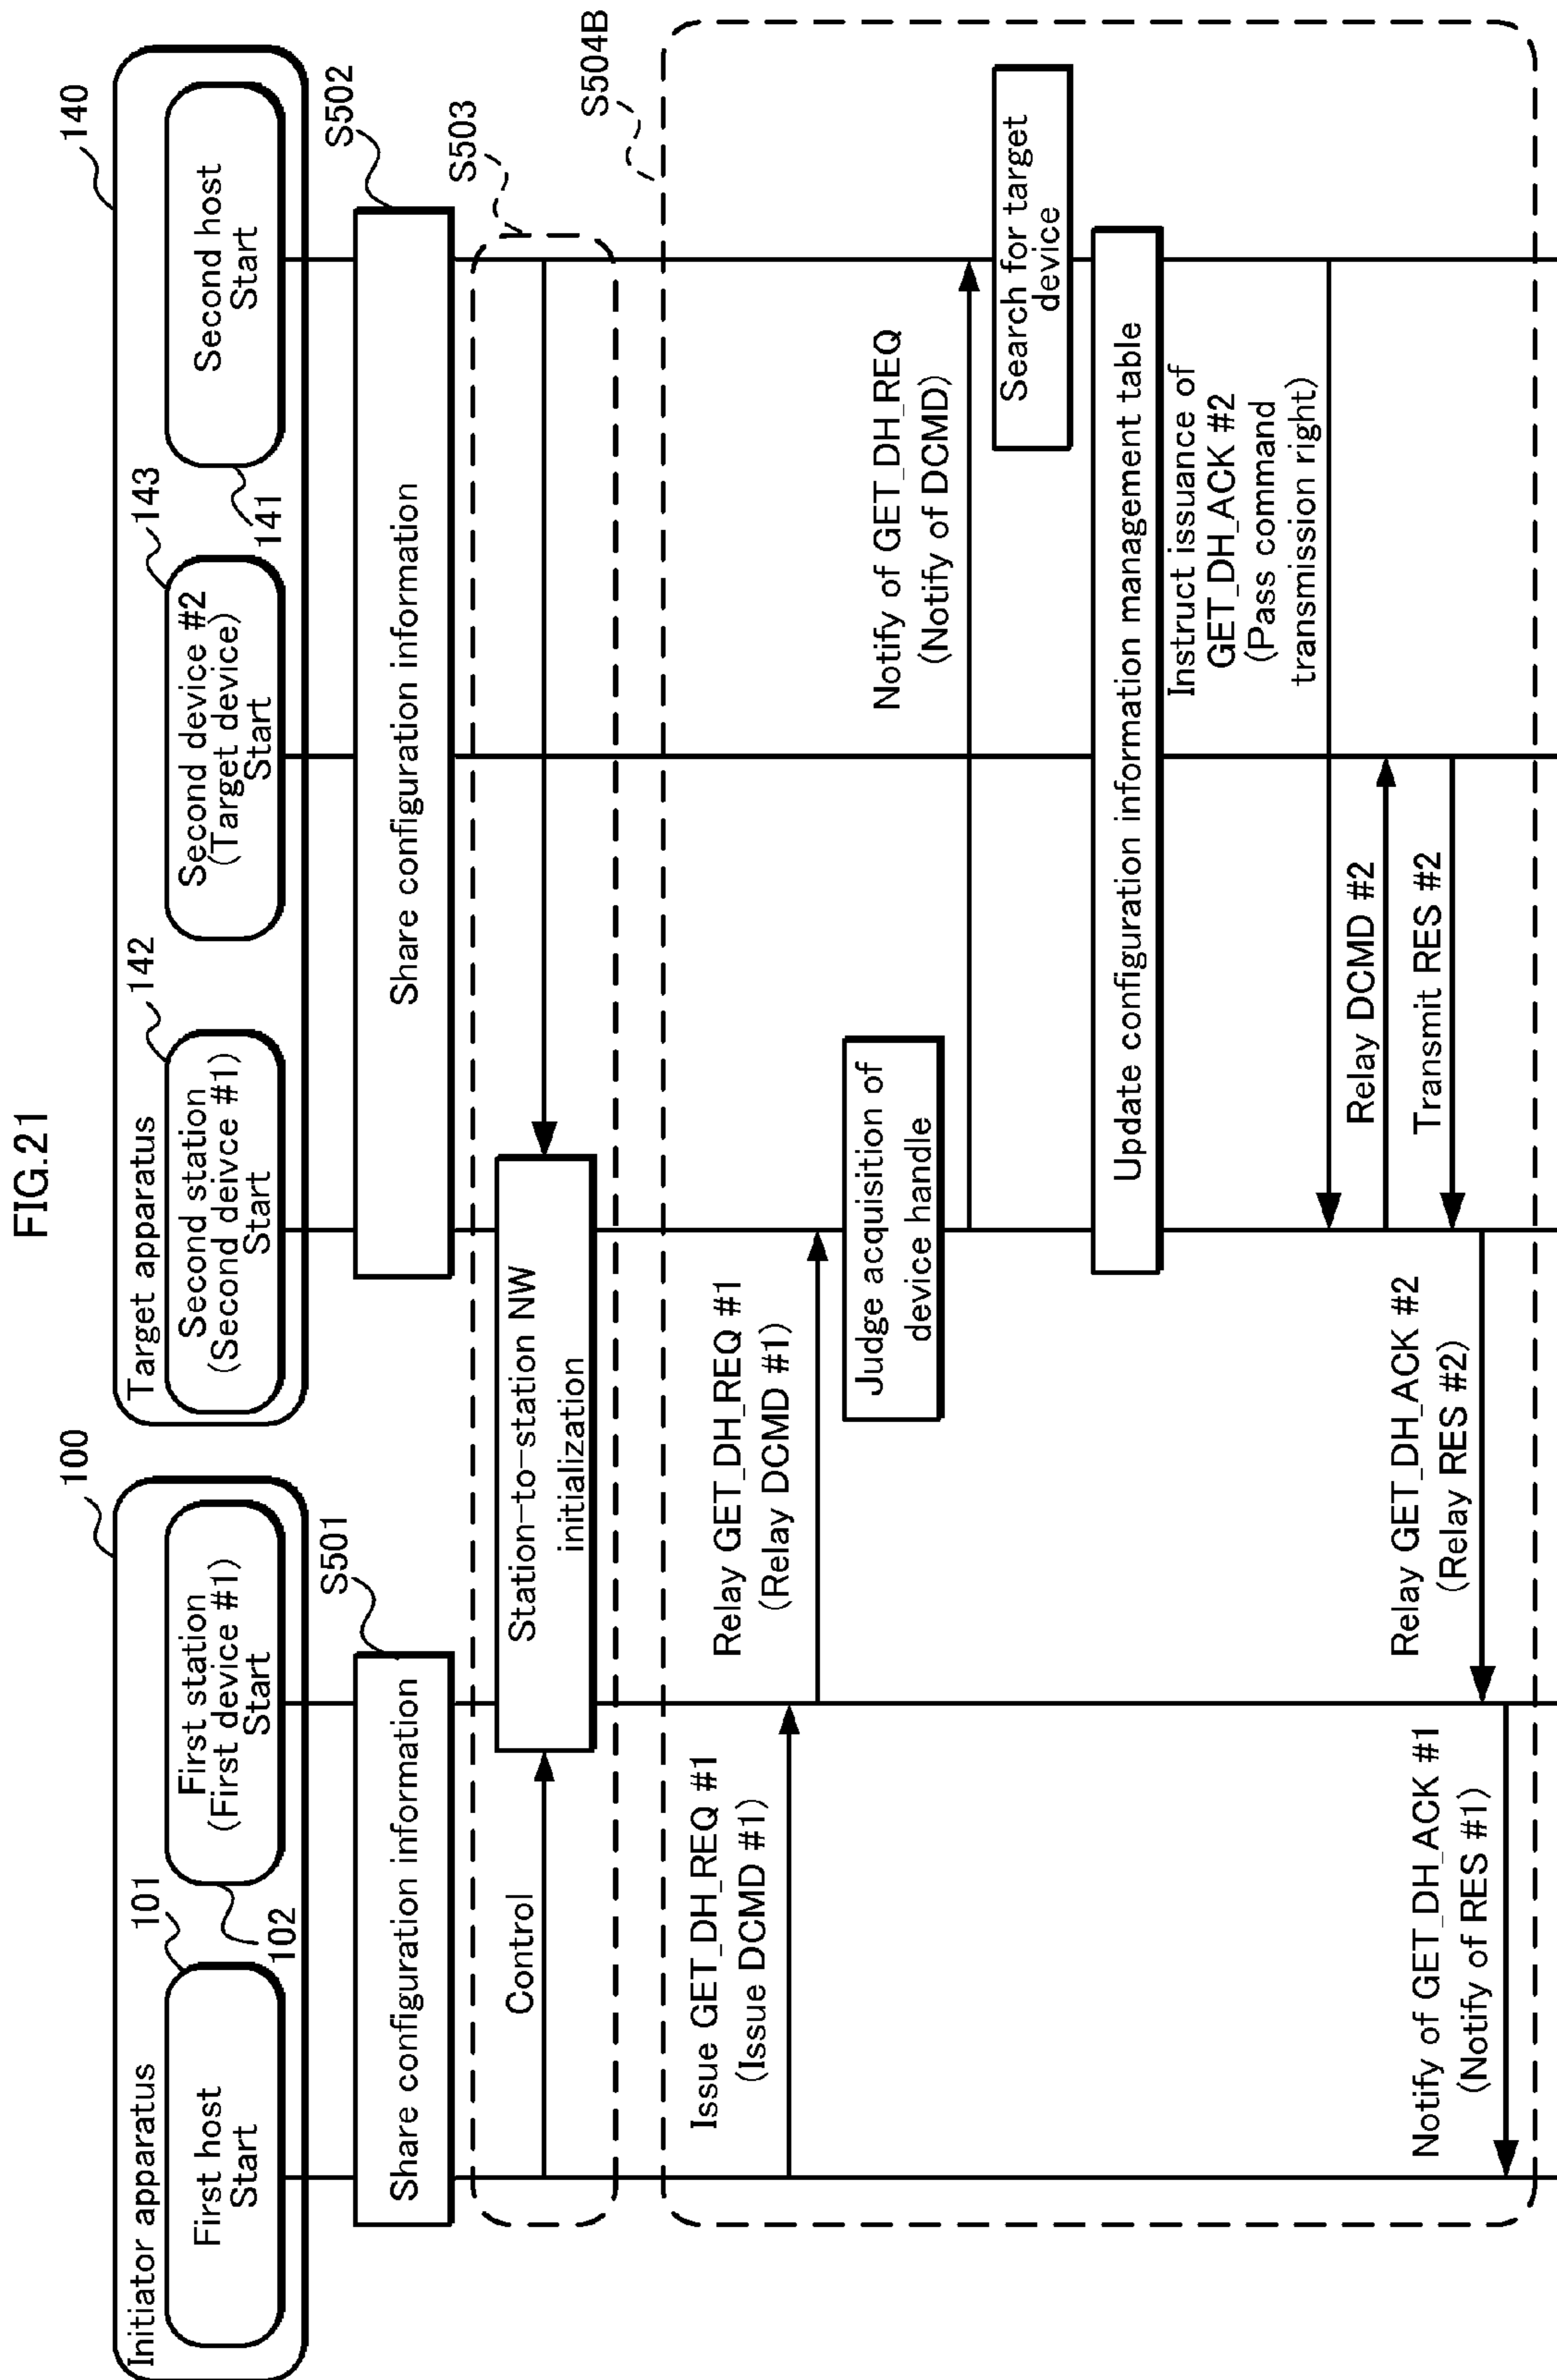 FIG.21
Initiator apparatus
100
101
First host
Start
102
First station
(First device #1)
Start
Target apparatus
140
142
Second station
(Second deivce #1)
Start
143
Second device #2
(Target device)
Start
141
Second host
Start
S501
Share configuration information
S502
Share configuration information
S503
Control
Station-to-station NW
initialization
S504B
Issue GET_DH_REQ #1
(Issue DCMD #1)
Relay GET_DH_REQ #1
(Relay DCMD #1)
Judge acquisition of
device handle
Notify of GET_DH_REQ
(Notify of DCMD)
Search for target
device
Update configuration information management table
Instruct issuance of
GET_DH_ACK #2
(Pass command
transmission right)
Relay DCMD #2
Transmit RES #2
Relay GET_DH_ACK #2
(Relay RES #2)
Notify of GET_DH_ACK #1
(Notify of RES #1)